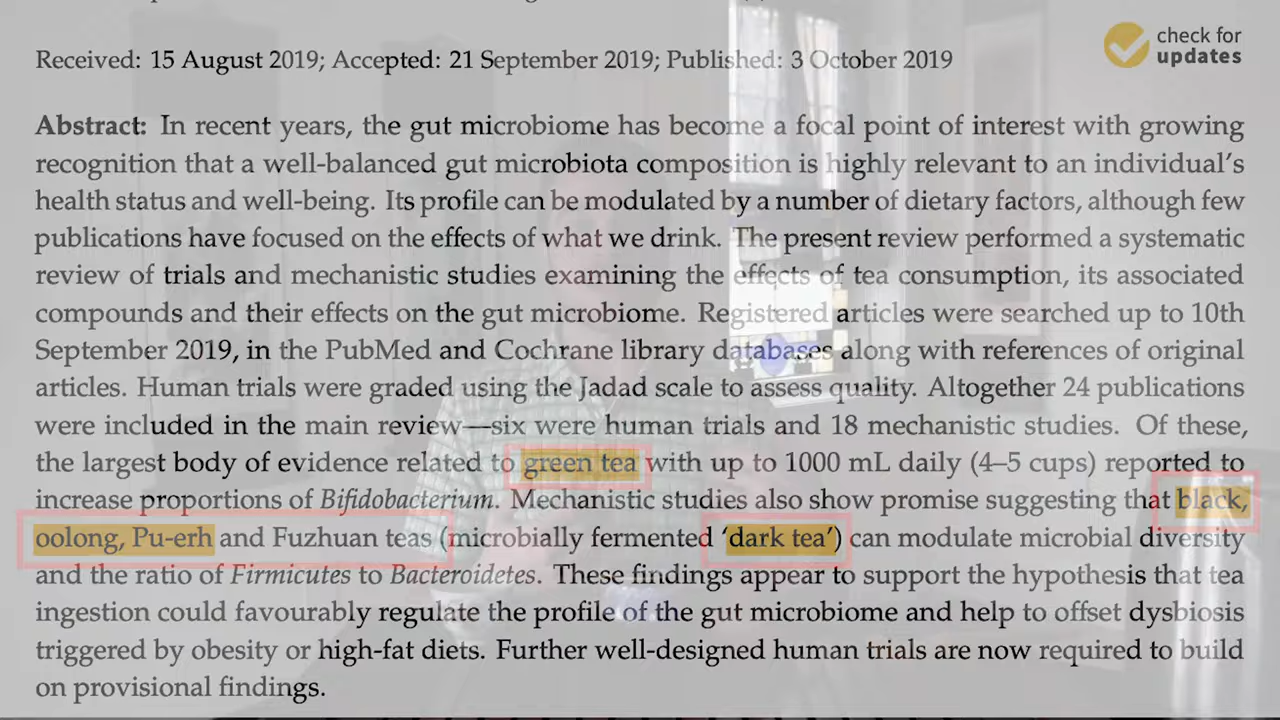 Received: 15 August 2019; Accepted: 21 September 2019; Published: 3 October 2019
check for
updates
Abstract: In recent years, the gut microbiome has become a focal point of interest with growing
recognition that a well-balanced gut microbiota composition is highly relevant to an individual's
health status and well-being. Its profile can be modulated by a number of dietary factors, although few
publications have focused on the effects of what we drink. The present review performed a systematic
review of trials and mechanistic studies examining the effects of tea consumption, its associated
compounds and their effects on the gut microbiome. Registered articles were searched up to 10th
September 2019, in the PubMed and Cochrane library databases along with references of original
articles. Human trials were graded using the Jadad scale to assess quality. Altogether 24 publications
were included in the main review—six were human trials and 18 mechanistic studies. Of these,
the largest body of evidence related to green tea with up to 1000 mL daily (4–5 cups) reported to
increase proportions of Bifidobacterium. Mechanistic studies also show promise suggesting that black,
oolong, Pu-erh and Fuzhuan teas (microbially fermented 'dark tea') can modulate microbial diversity
and the ratio of Firmicutes to Bacteroidetes. These findings appear to support the hypothesis that tea
ingestion could favourably regulate the profile of the gut microbiome and help to offset dysbiosis
triggered by obesity or high-fat diets. Further well-designed human trials are now required to build
on provisional findings.